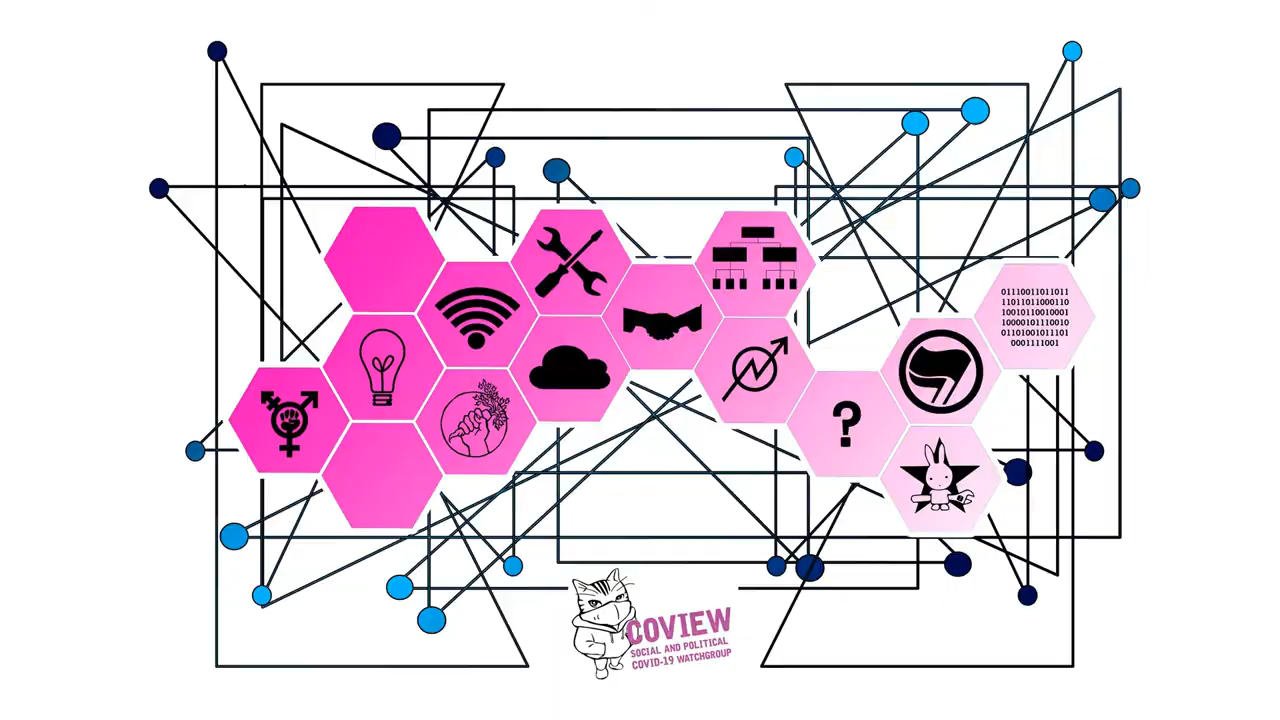 01110011011011
11011011000110
10010110010001
10000101110010
01101001011101
0001111001
?
COVIEW
SOCIAL AND POLITICAL
COVID-19 WATCHGROUP